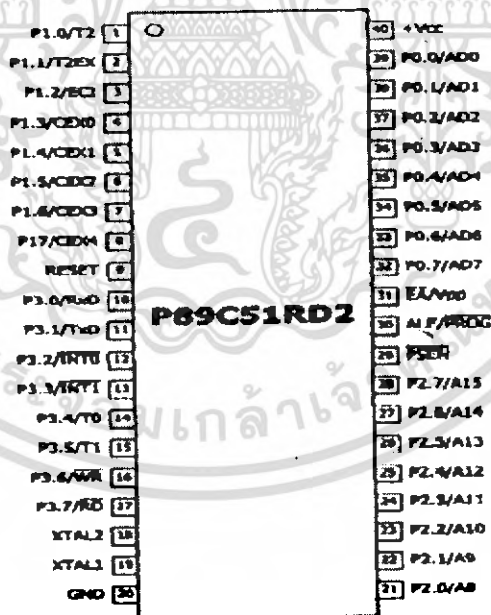 P1.0/T2 1
P1.1/T2EX 2
P1.2/ECI 3
P1.3/CEX0 4
P1.4/CEX1 5
P1.5/CEX2 6
P1.6/CEX3 7
P17/CEX4 8
RESET 9
P3.0/RxD 10
P3.1/TxD 11
P3.2/INT0 12
P3.3/INT1 13
P3.4/T0 14
P3.5/T1 15
P3.6/WR 16
P3.7/RD 17
XTAL2 18
XTAL1 19
GND 20
P89C51RD2
40 +Vcc
39 P0.0/AD0
38 P0.1/AD1
37 P0.2/AD2
36 P0.3/AD3
35 P0.4/AD4
34 P0.5/AD5
33 P0.6/AD6
32 P0.7/AD7
31 EA/VPP
30 ALE/PROG
29 PSEN
28 P2.7/A15
27 P2.6/A14
26 P2.5/A13
25 P2.4/A12
24 P2.3/A11
23 P2.2/A10
22 P2.1/A9
21 P2.0/A8